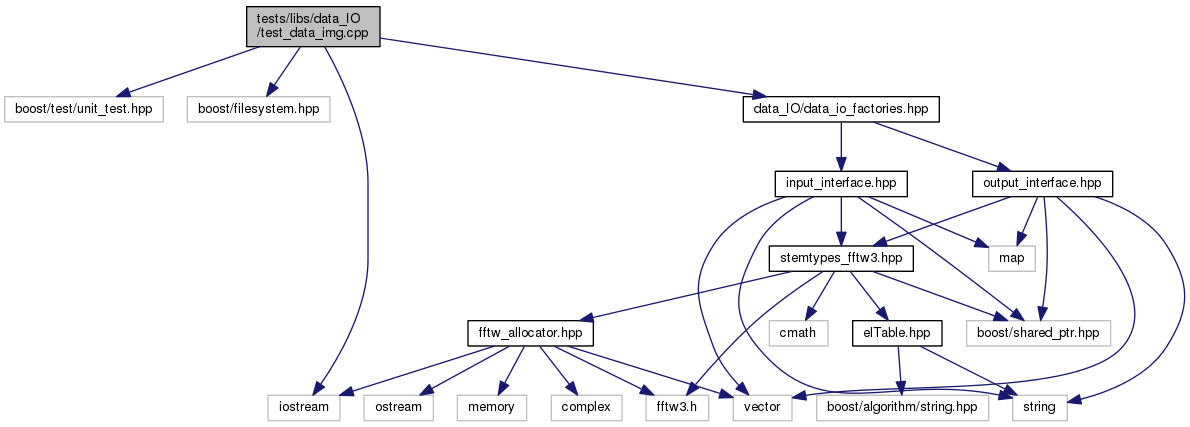 tests/libs/data_IO
/test_data_img.cpp
boost/test/unit_test.hpp
boost/filesystem.hpp
data_IO/data_io_factories.hpp
input_interface.hpp
output_interface.hpp
stemtypes_fftw3.hpp
map
fftw_allocator.hpp
cmath
elTable.hpp
boost/shared_ptr.hpp
iostream
ostream
memory
complex
fftw3.h
vector
boost/algorithm/string.hpp
string